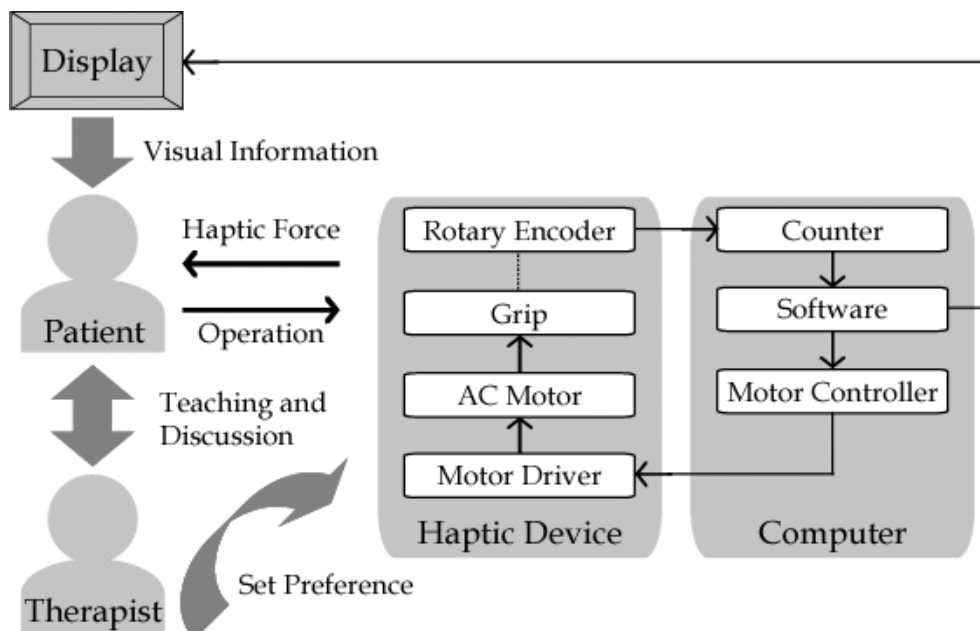 Display
Visual Information
Haptic Force
Operation
Patient
Teaching and
Discussion
Therapist
Set Preference
Rotary Encoder
Grip
AC Motor
Motor Driver
Haptic Device
Counter
Software
Motor Controller
Computer